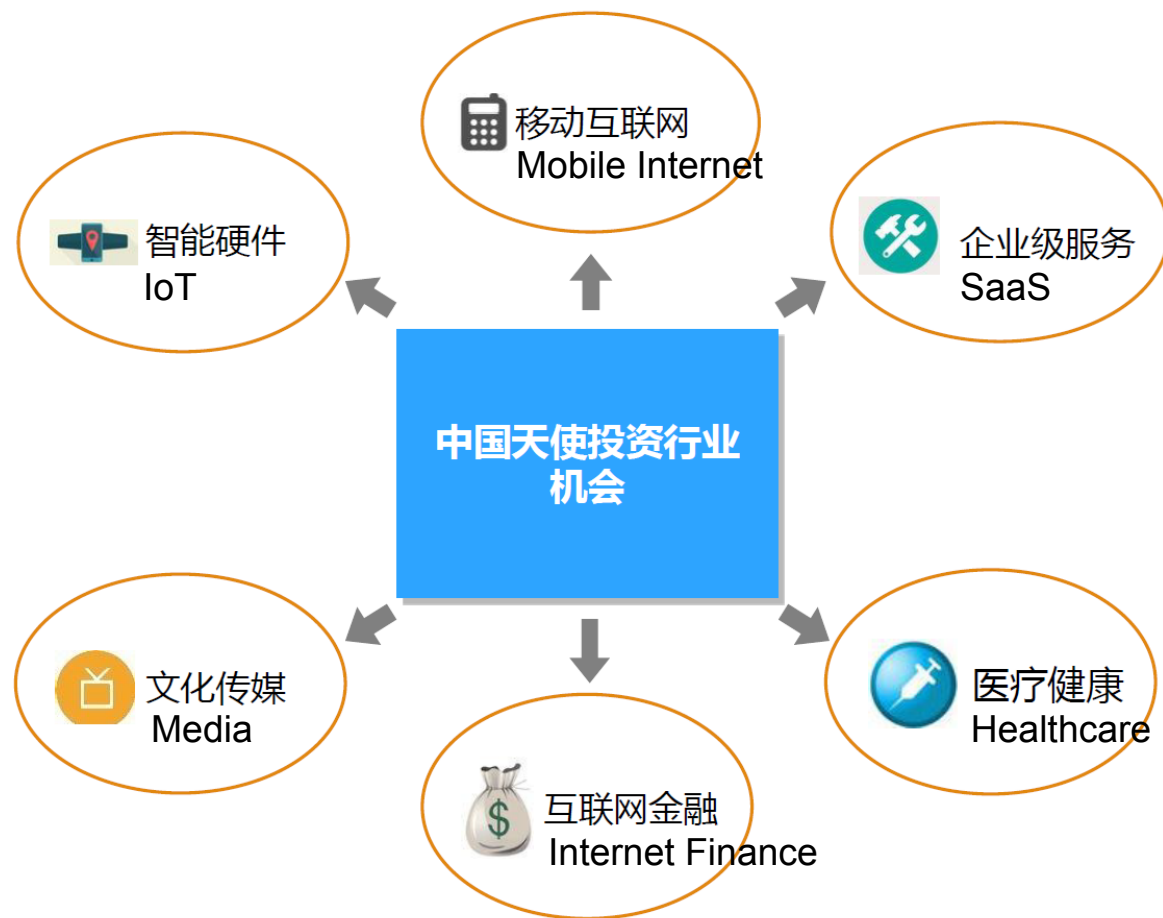 移动互联网
Mobile Internet
智能硬件
IoT
企业级服务
SaaS
中国天使投资行业
机会
文化传媒
Media
医疗健康
Healthcare
$
互联网金融
Internet Finance